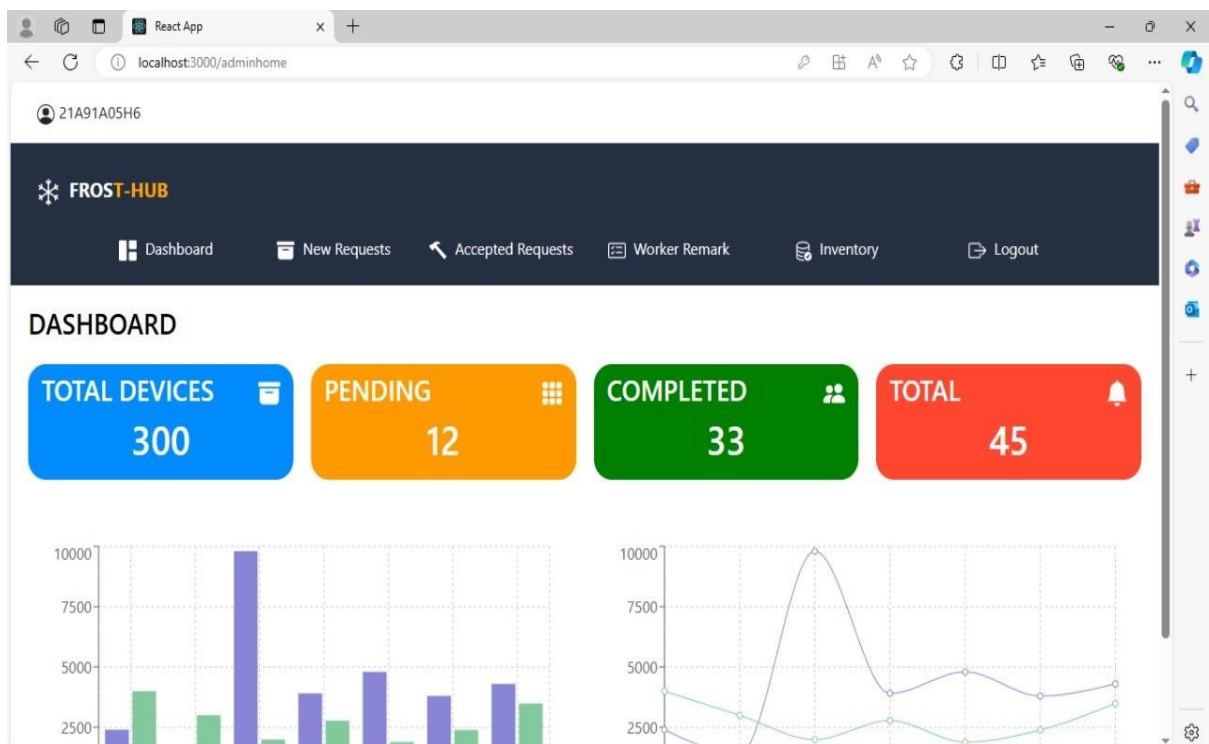 React App
localhost:3000/adminhome
21A91A05H6
FROST-HUB
Dashboard New Requests Accepted Requests Worker Remark Inventory Logout
DASHBOARD
TOTAL DEVICES PENDING COMPLETED TOTAL
300 12 33 45
10000 10000
7500 7500
5000 5000
2500 2500